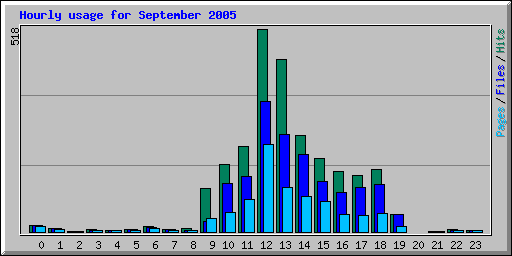 Hourly usage for September 2005
518
Pages / Files / Hits
0 1 2 3 4 5 6 7 8 9 10 11 12 13 14 15 16 17 18 19 20 21 22 23